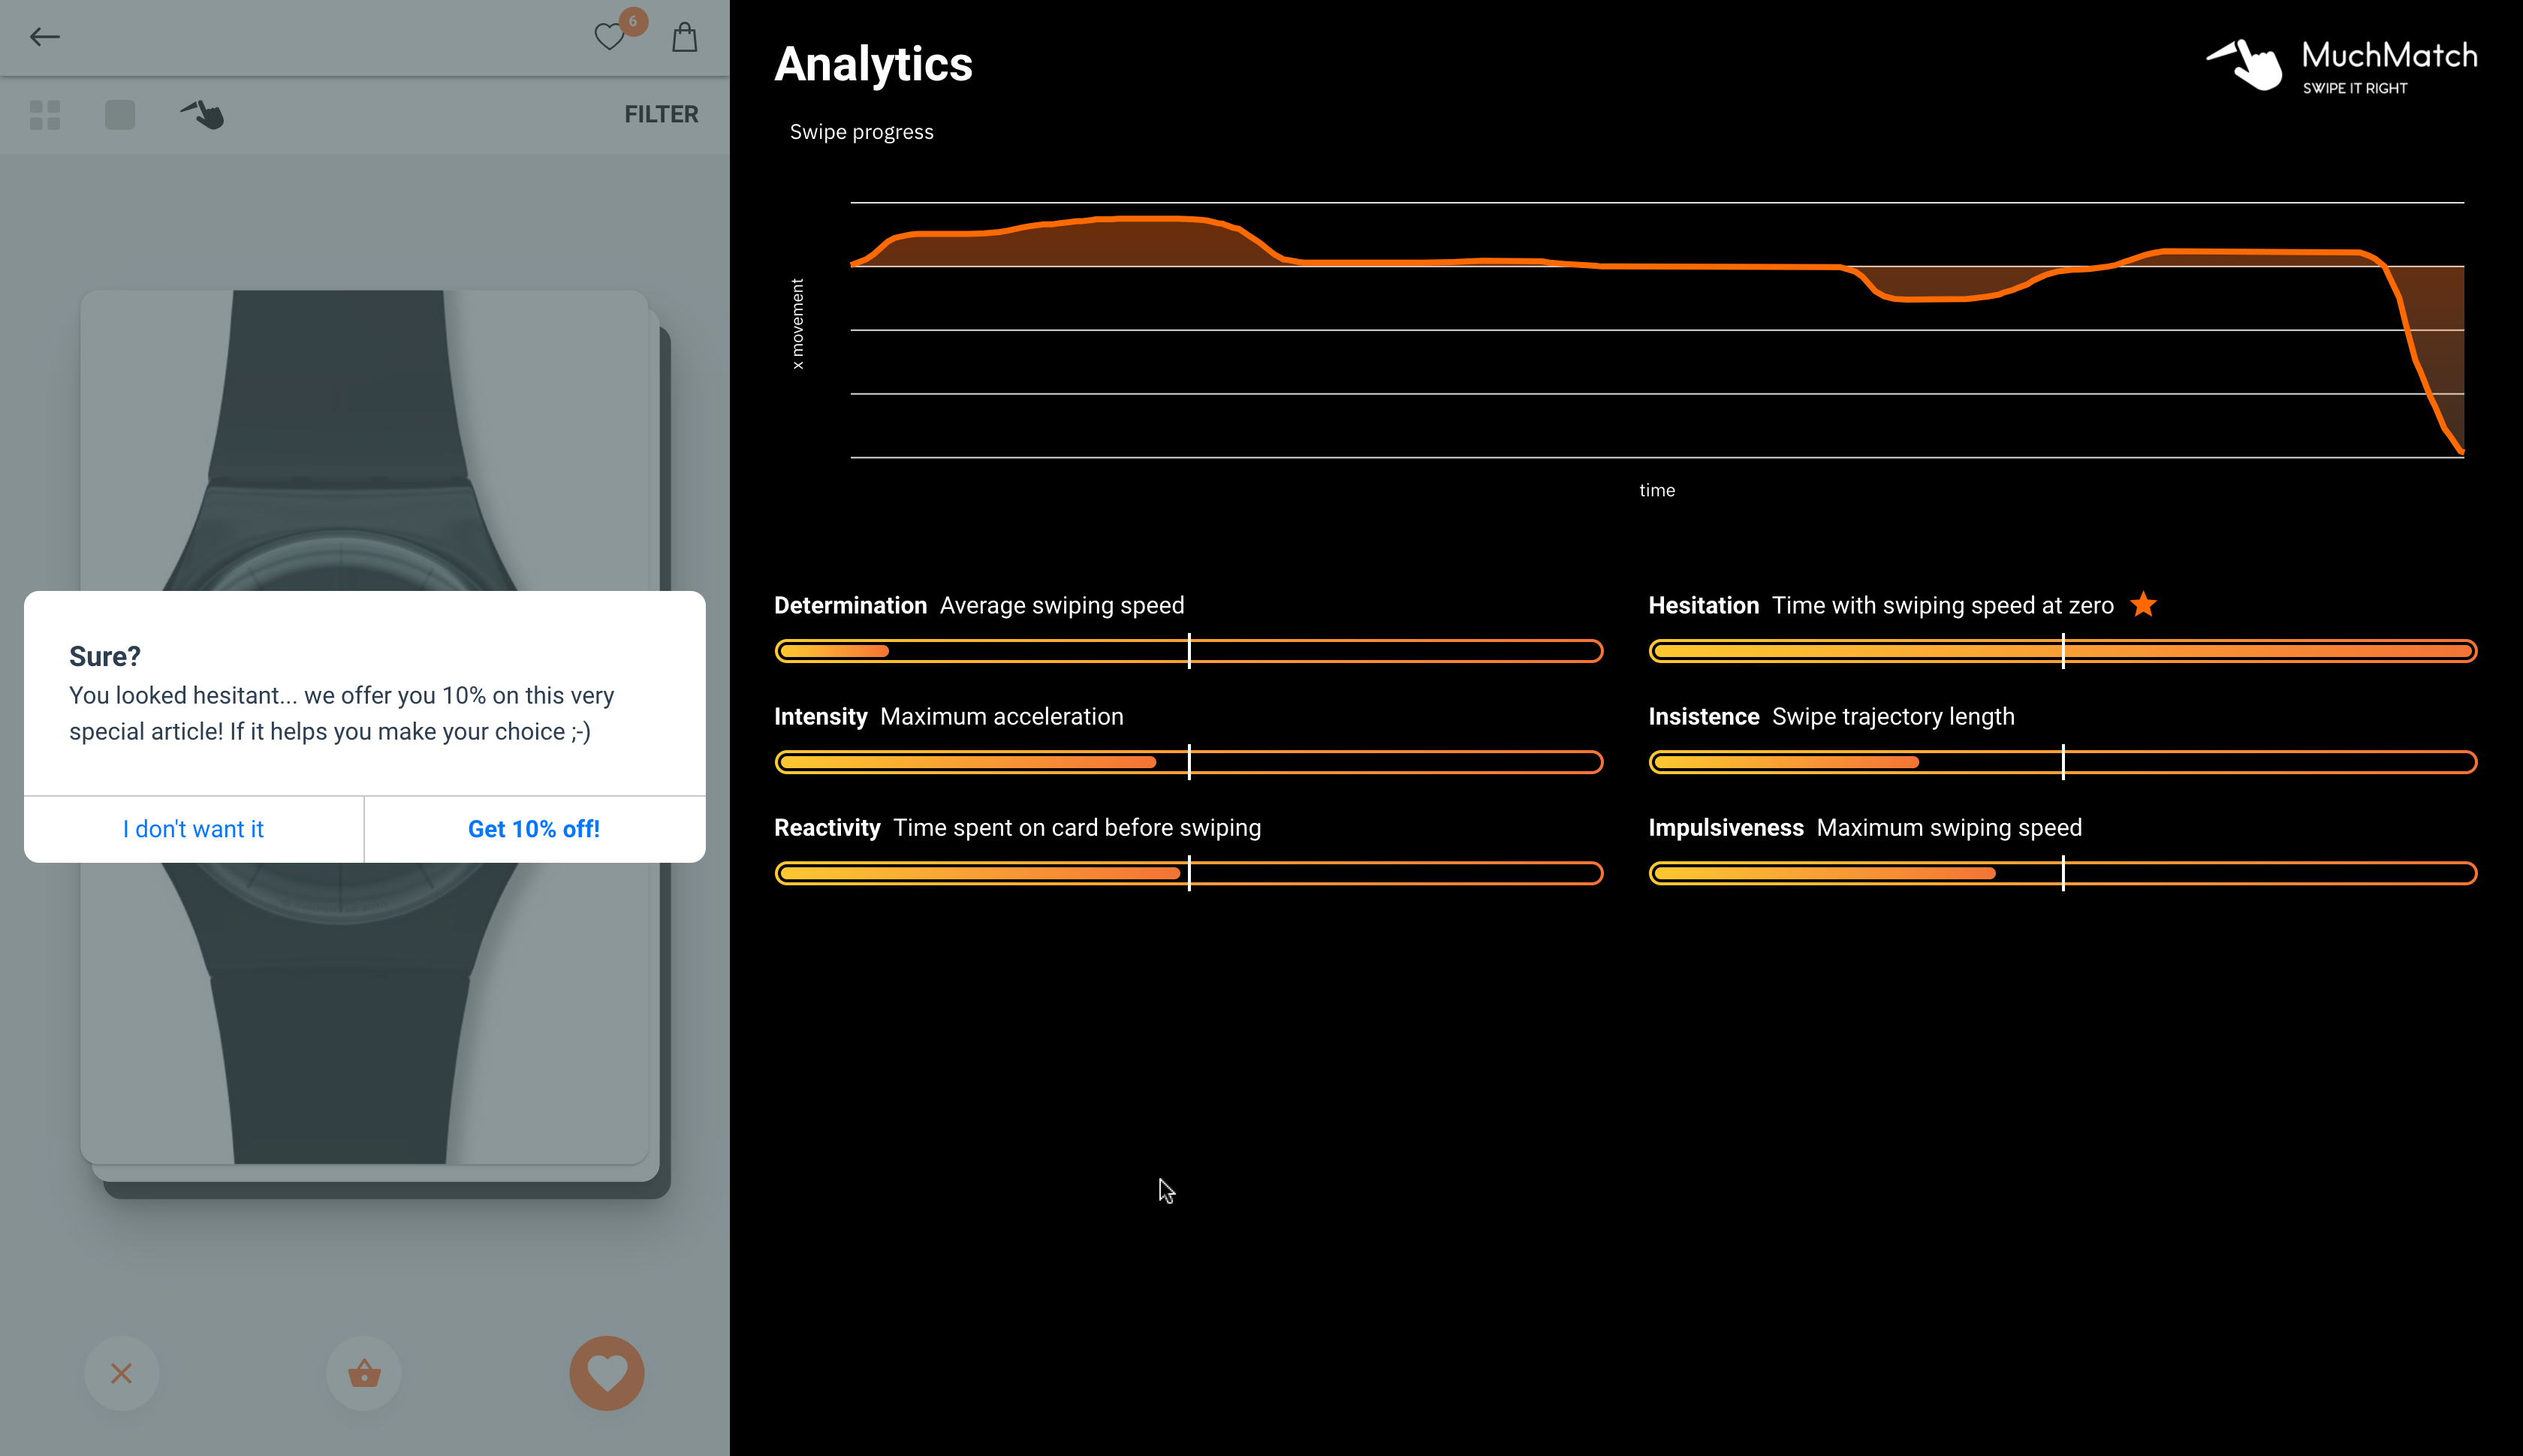 6
FILTER
Sure?
You looked hesitant... we offer you 10% on this very
special article! If it helps you make your choice ;-)
I don't want it
Get 10% off!
Analytics
MuchMatch
SWIPE IT RIGHT
Swipe progress
x movement
time
Determination Average swiping speed
Hesitation Time with swiping speed at zero
Intensity Maximum acceleration
Insistence Swipe trajectory length
Reactivity Time spent on card before swiping
Impulsiveness Maximum swiping speed